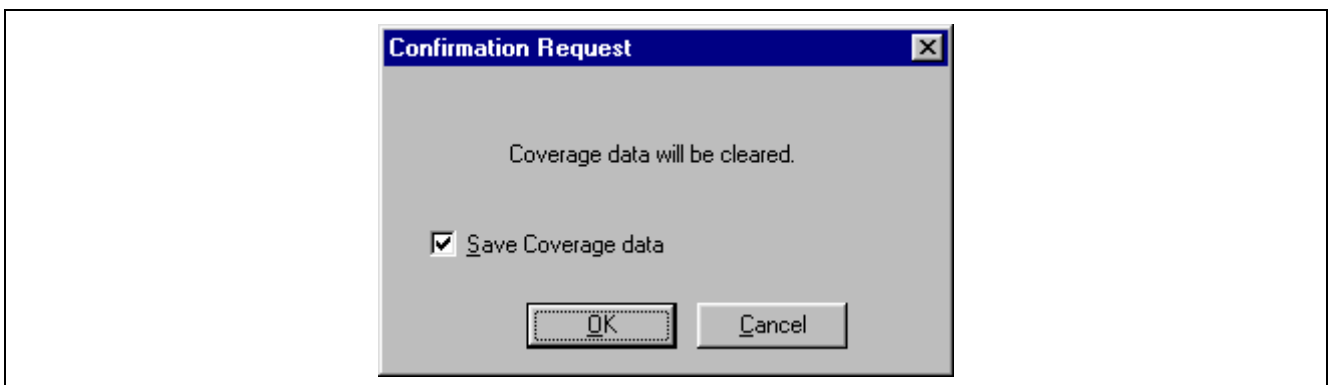 Confirmation Request
Coverage data will be cleared.
Save Coverage data
OK Cancel